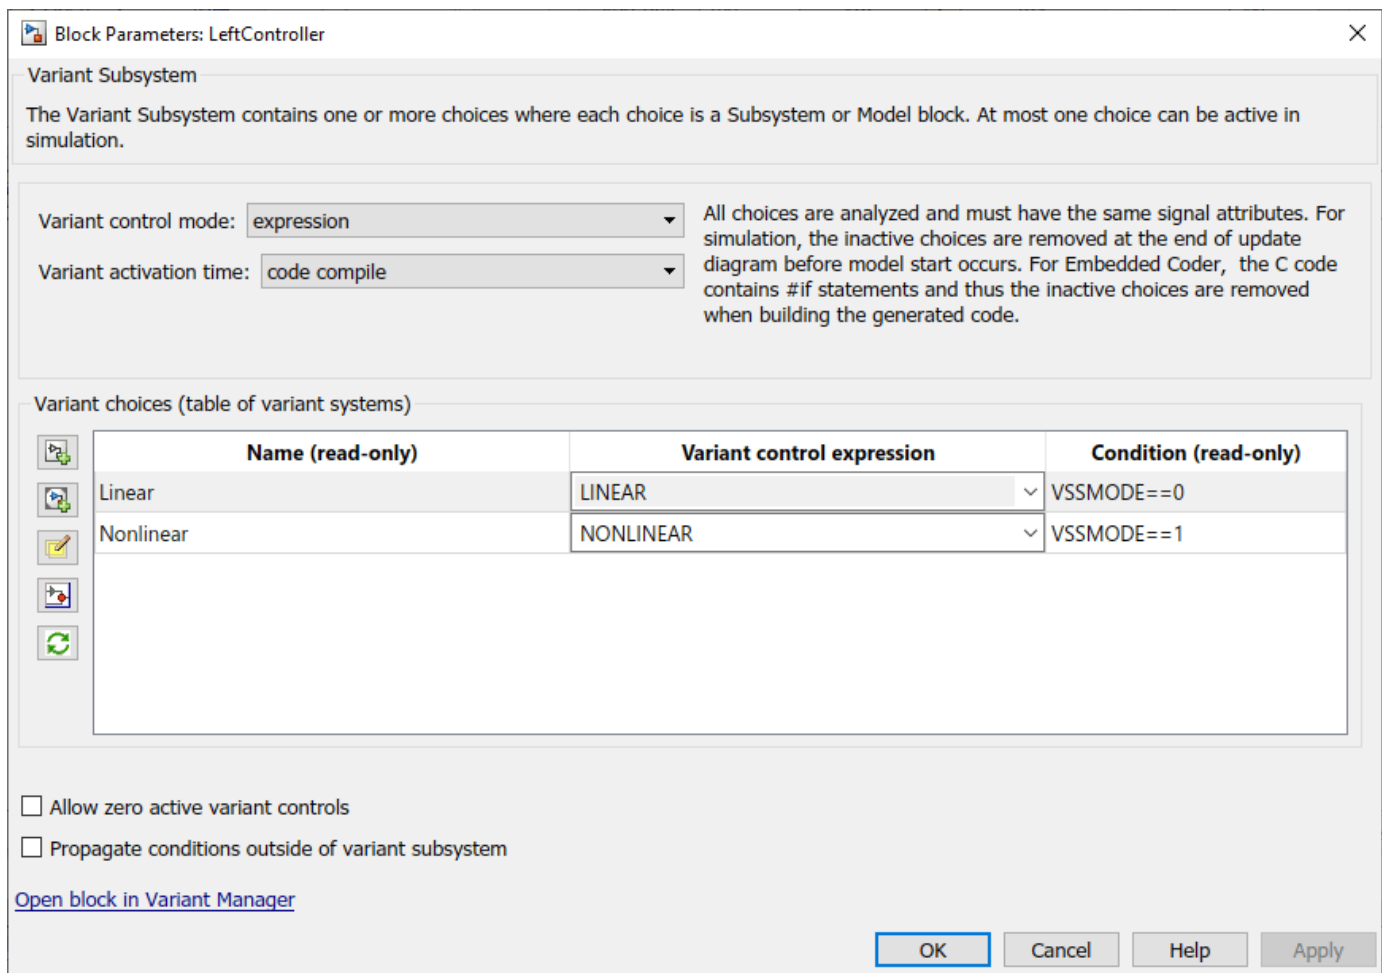 Block Parameters: LeftController
Variant Subsystem
The Variant Subsystem contains one or more choices where each choice is a Subsystem or Model block. At most one choice can be active in
simulation.
Variant control mode: expression
Variant activation time: code compile
All choices are analyzed and must have the same signal attributes. For
simulation, the inactive choices are removed at the end of update
diagram before model start occurs. For Embedded Coder,  the C code
contains #if statements and thus the inactive choices are removed
when building the generated code.
Variant choices (table of variant systems)
Name (read-only) Variant control expression Condition (read-only)
Linear LINEAR VSSMODE==0
Nonlinear NONLINEAR VSSMODE==1
Allow zero active variant controls
Propagate conditions outside of variant subsystem
Open block in Variant Manager
OK Cancel Help Apply